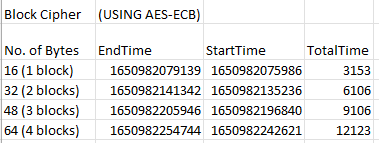 Block Cipher (USING AES-ECB)
No. of Bytes EndTime StartTime TotalTime
16 (1 block) 1650982079139 1650982075986 3153
32 (2 blocks) 1650982141342 1650982135236 6106
48 (3 blocks) 1650982205946 1650982196840 9106
64 (4 blocks) 1650982254744 1650982242621 12123